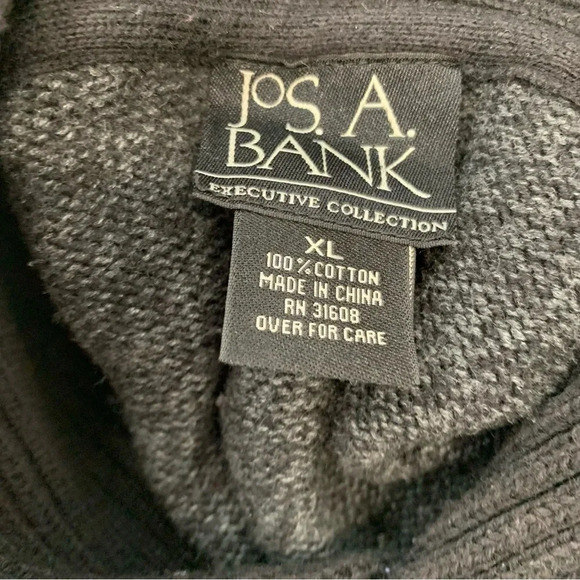 JOS. A.
BANK
EXECUTIVE COLLECTION
XL
100% COTTON
MADE IN CHINA
RN 31608
OVER FOR CARE